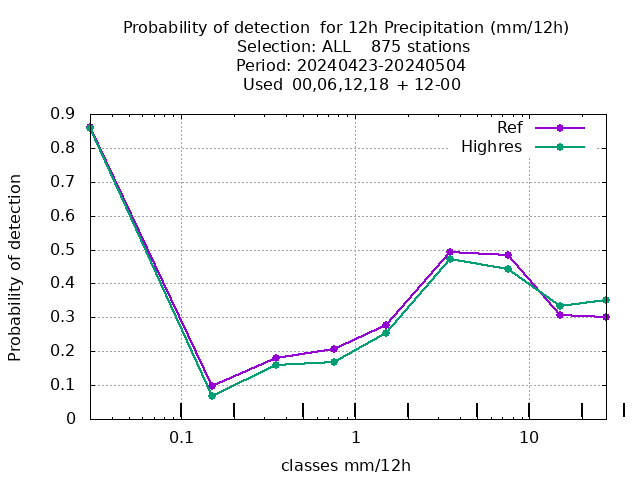 Probability of detection  for 12h Precipitation (mm/12h)
Selection: ALL    875 stations
Period: 20240423-20240504
Used  00,06,12,18  + 12-00
Ref
Highres
0.9
0.8
0.7
0.6
0.5
0.4
0.3
0.2
0.1
0
Probability of detection
0.1
1
10
classes mm/12h